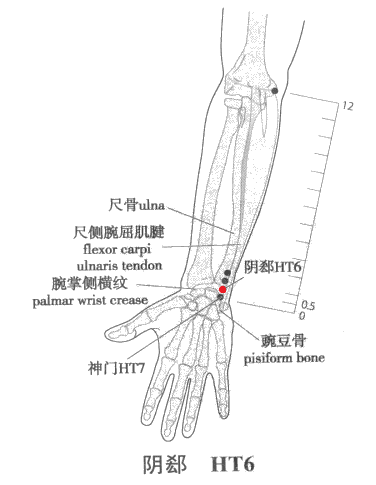 12
尺骨ulna
尺侧腕屈肌腱
flexor carpi
ulnaris tendon
阴郄HT6
腕掌侧横纹
palmar wrist crease
0.5
0
豌豆骨
pisiform bone
神门HT7
阴郄 HT6